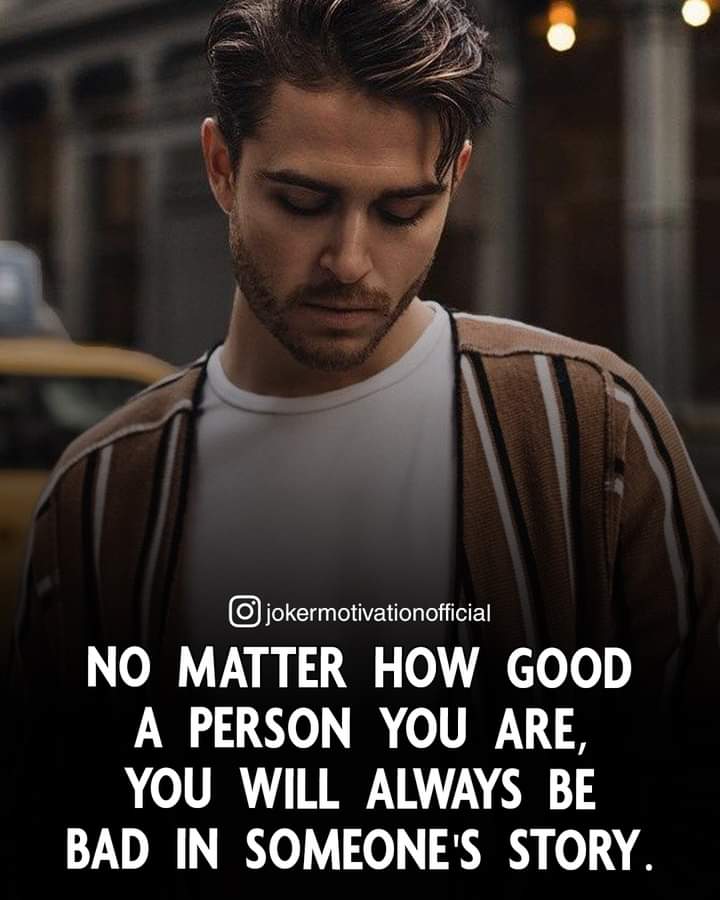 jokermotivationofficial
NO MATTER HOW GOOD
A PERSON YOU ARE,
YOU WILL ALWAYS BE
BAD IN SOMEONE'S STORY.